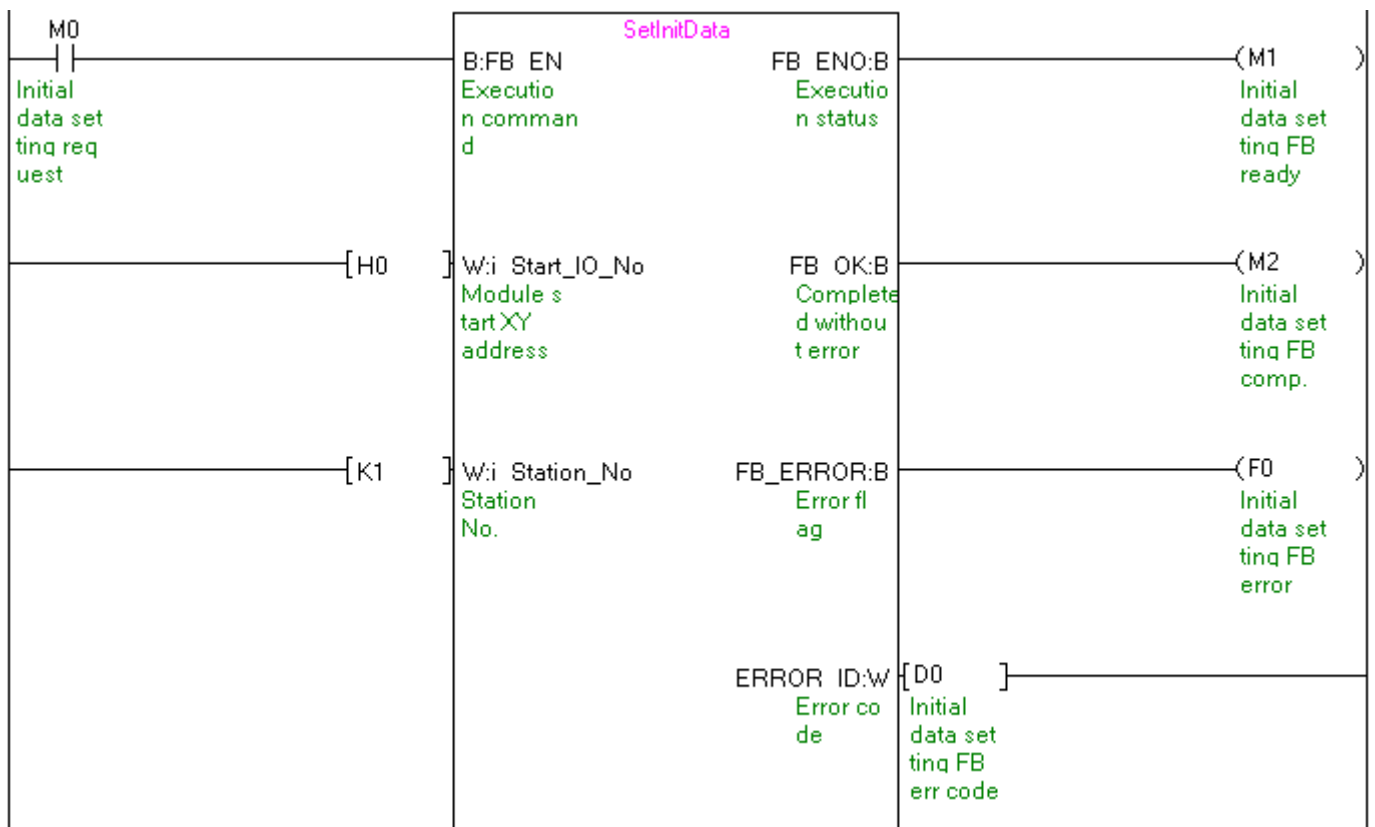 M0
SetInitData
B:FB_EN
FB_ENO:B
(M1 )
Initial
data set
ting req
uest
Executio
n comman
d
Executio
n status
Initial
data set
ting FB
ready
[H0 ]
W:i_Start_IO_No
FB_OK:B
(M2 )
Module s
tart XY
address
Complete
d withou
t error
Initial
data set
ting FB
comp.
[K1 ]
W:i_Station_No
FB_ERROR:B
(F0 )
Station
No.
Error fl
ag
Initial
data set
ting FB
error
ERROR_ID:W
[D0 ]
Error co
de
Initial
data set
ting FB
err code